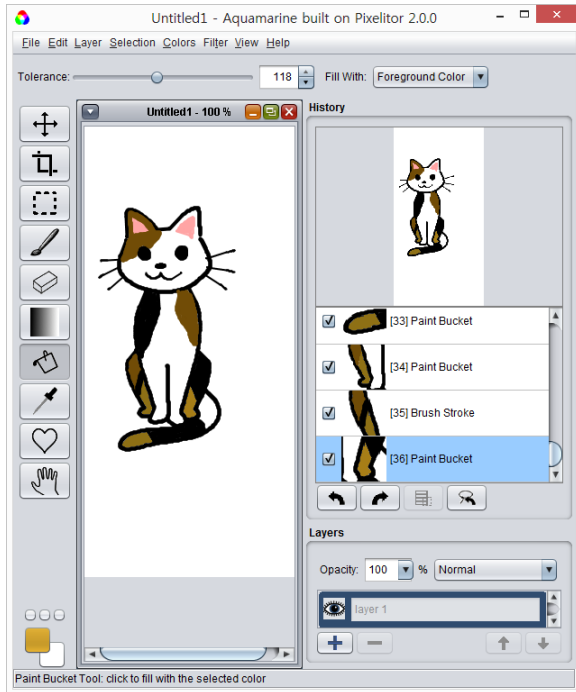 Untitled1 - Aquamarine built on Pixelitor 2.0.0
File Edit Layer Selection Colors Filter View Help
Tolerance: 118 Fill With: Foreground Color
Untitled1 - 100 %
History
[33] Paint Bucket
[34] Paint Bucket
[35] Brush Stroke
[36] Paint Bucket
Layers
Opacity: 100 % Normal
layer 1
Paint Bucket Tool: click to fill with the selected color